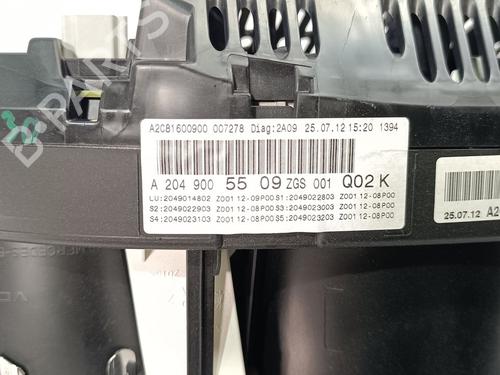 A2C81600900 007278 Diag:2A09 25.07.12 15:20 1394
A 204 900 55 09 ZGS 001 Q02 K
LU:2049014802 Z001 12-09P00 S1:2049022803 Z001 12-08P00
S2:2049022903 Z001 12-08P00 S3:2049023003 Z001 12-08P00
S4:2049023103 Z001 12-08P00 S5:2049023203 Z001 12-08P00
25.07.12 A2
PARTS